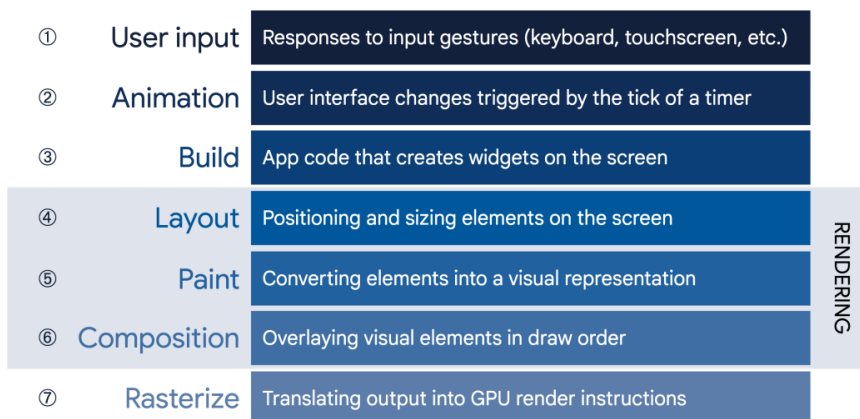 ① User input Responses to input gestures (keyboard, touchscreen, etc.)
② Animation User interface changes triggered by the tick of a timer
③ Build App code that creates widgets on the screen
④ Layout Positioning and sizing elements on the screen
⑤ Paint Converting elements into a visual representation
⑥ Composition Overlaying visual elements in draw order
⑦ Rasterize Translating output into GPU render instructions
RENDERING